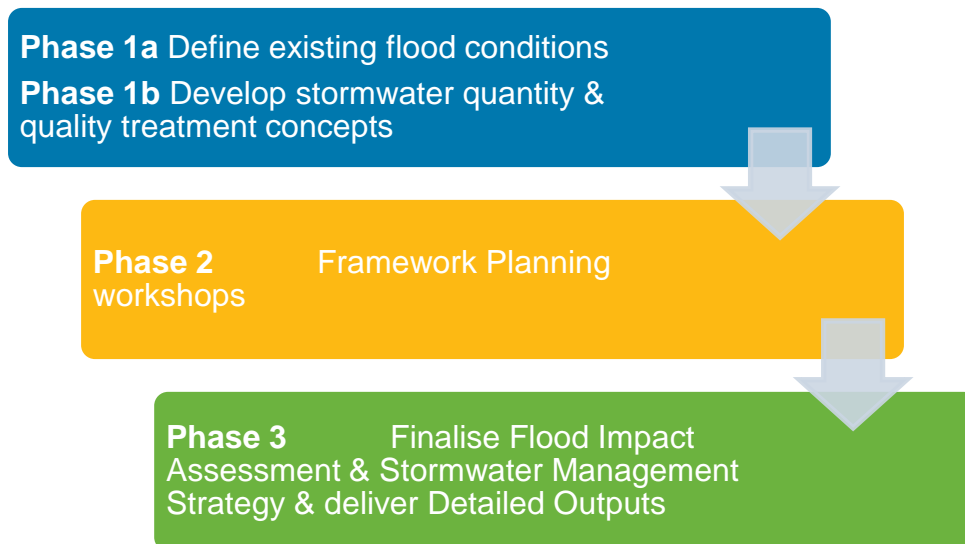 Phase 1a Define existing flood conditions
Phase 1b Develop stormwater quantity &
quality treatment concepts
Phase 2 Framework Planning
workshops
Phase 3 Finalise Flood Impact
Assessment & Stormwater Management
Strategy & deliver Detailed Outputs